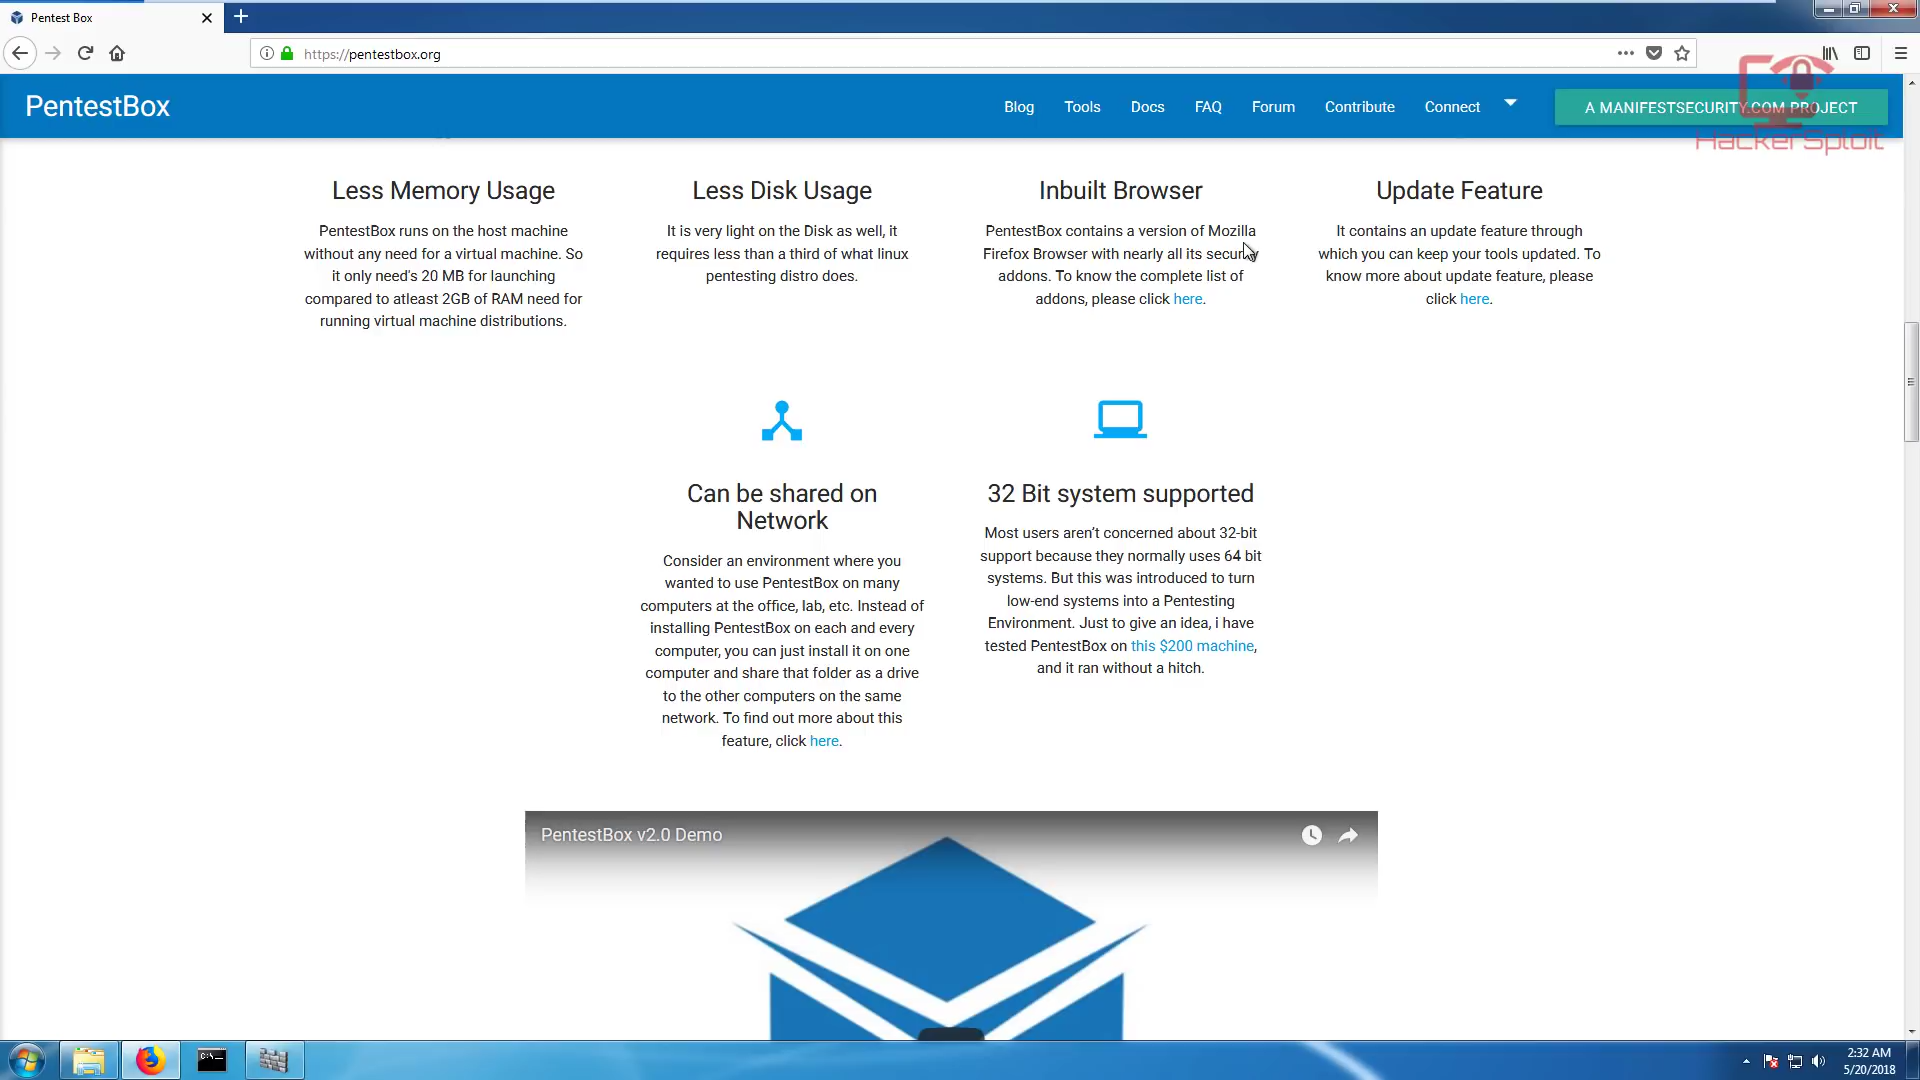 Pentest Box
https://pentestbox.org
PentestBox
Blog
Tools
Docs
FAQ
Forum
Contribute
Connect
A MANIFESTSECURITY.COM PROJECT
HackerSploit
Less Memory Usage
PentestBox runs on the host machine
without any need for a virtual machine. So
it only need's 20 MB for launching
compared to atleast 2GB of RAM need for
running virtual machine distributions.
Less Disk Usage
It is very light on the Disk as well, it
requires less than a third of what linux
pentesting distro does.
Inbuilt Browser
PentestBox contains a version of Mozilla
Firefox Browser with nearly all its security
addons. To know the complete list of
addons, please click here.
Update Feature
It contains an update feature through
which you can keep your tools updated. To
know more about update feature, please
click here.
Can be shared on
Network
Consider an environment where you
wanted to use PentestBox on many
computers at the office, lab, etc. Instead of
installing PentestBox on each and every
computer, you can just install it on one
computer and share that folder as a drive
to the other computers on the same
network. To find out more about this
feature, click here.
32 Bit system supported
Most users aren't concerned about 32-bit
support because they normally uses 64 bit
systems. But this was introduced to turn
low-end systems into a Pentesting
Environment. Just to give an idea, i have
tested PentestBox on this $200 machine,
and it ran without a hitch.
PentestBox v2.0 Demo
C:\_
2:32 AM
5/20/2018